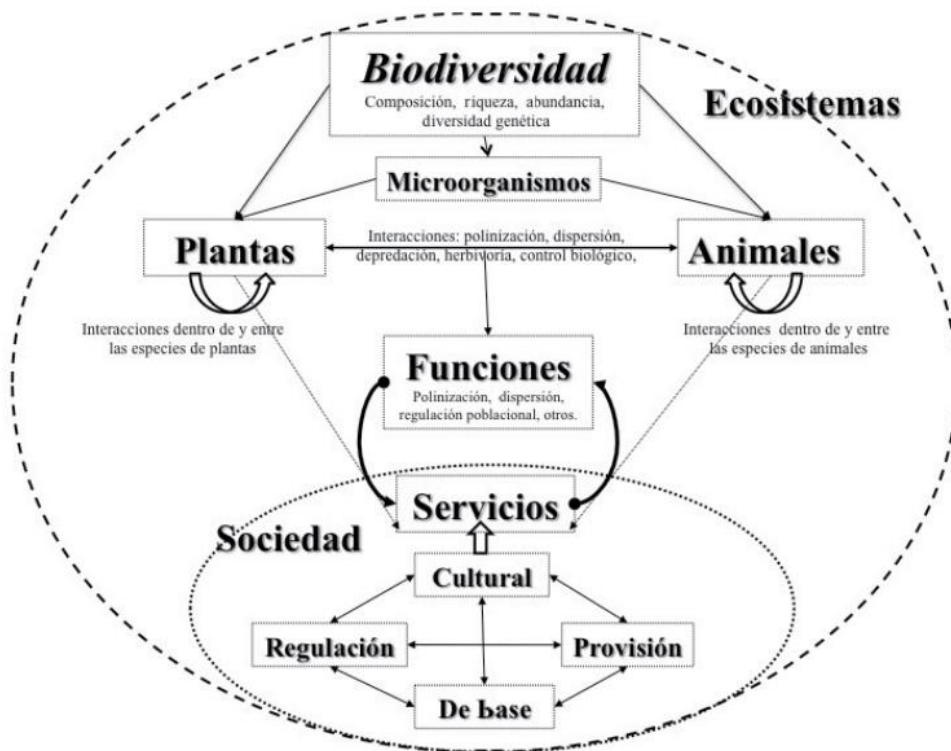 Biodiversidad
Composición, riqueza, abundancia,
diversidad genética
Ecosistemas
Microorganismos
Plantas
Interacciones: polinización, dispersión,
depredación, herbivoría, control biológico,
Animales
Interacciones dentro de y entre
las especies de plantas
Interacciones dentro de y entre
las especies de animales
Funciones
Polinización, dispersión,
regulación poblacional, otros.
Servicios
Sociedad
Cultural
Regulación
Provisión
De base